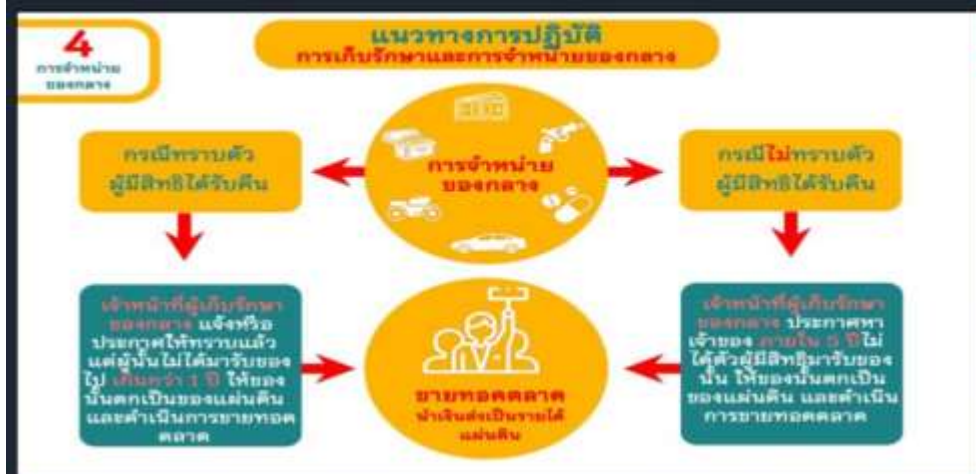 4
การจำหน่าย
ของกลาง
แนวทางการปฏิบัติ
การเก็บรักษาและการจำหน่ายของกลาง
กรณีทราบตัว
ผู้มีสิทธิได้รับคืน
การจำหน่าย
ของกลาง
กรณีไม่ทราบตัว
ผู้มีสิทธิได้รับคืน
เจ้าหน้าที่ผู้เก็บรักษา
ของกลาง แจ้งหรือ
ประกาศให้ทราบแล้ว
แต่ผู้นั้นไม่ได้มารับของ
ไป เกินกว่า 1 ปี ให้ของ
นั้นตกเป็นของแผ่นดิน
และดำเนินการขายทอด
ตลาด
ขายทอดตลาด
นำเงินส่งเป็นรายได้
แผ่นดิน
เจ้าหน้าที่ผู้เก็บรักษา
ของกลาง ประกาศหา
เจ้าของ ภายใน 5 ปี ไม่
ได้ตัวผู้มีสิทธิมารับของ
นั้น ให้ของนั้นตกเป็น
ของแผ่นดิน และดำเนิน
การขายทอดตลาด